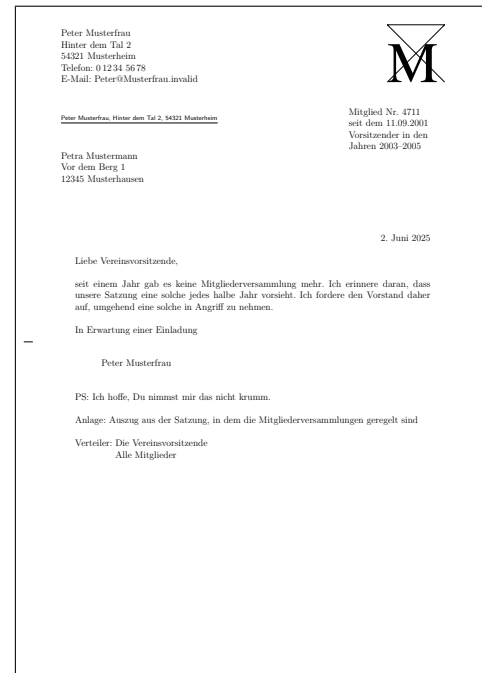 Peter Musterfrau
Hinter dem Tal 2
54321 Musterheim
Telefon: 0 12 34 56 78
E-Mail: Peter@Musterfrau.invalid
M
Peter Musterfrau, Hinter dem Tal 2, 54321 Musterheim
Mitglied Nr. 4711
seit dem 11.09.2001
Vorsitzender in den
Jahren 2003–2005
Petra Mustermann
Vor dem Berg 1
12345 Musterhausen
2. Juni 2025
Liebe Vereinsvorsitzende,
seit einem Jahr gab es keine Mitgliederversammlung mehr. Ich erinnere daran, dass
unsere Satzung eine solche jedes halbe Jahr vorsieht. Ich fordere den Vorstand daher
auf, umgehend eine solche in Angriff zu nehmen.
In Erwartung einer Einladung
Peter Musterfrau
PS: Ich hoffe, Du nimmst mir das nicht krumm.
Anlage: Auszug aus der Satzung, in dem die Mitgliederversammlungen geregelt sind
Verteiler: Die Vereinsvorsitzende
Alle Mitglieder